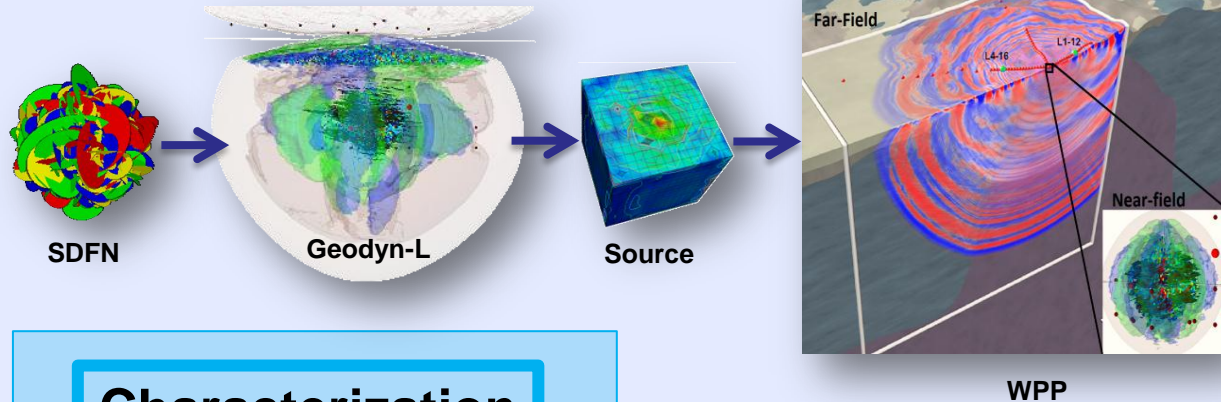 Far-Field
L4-16
L1-12
Near-field
SDFN
Geodyn-L
Source
WPP
Characterization